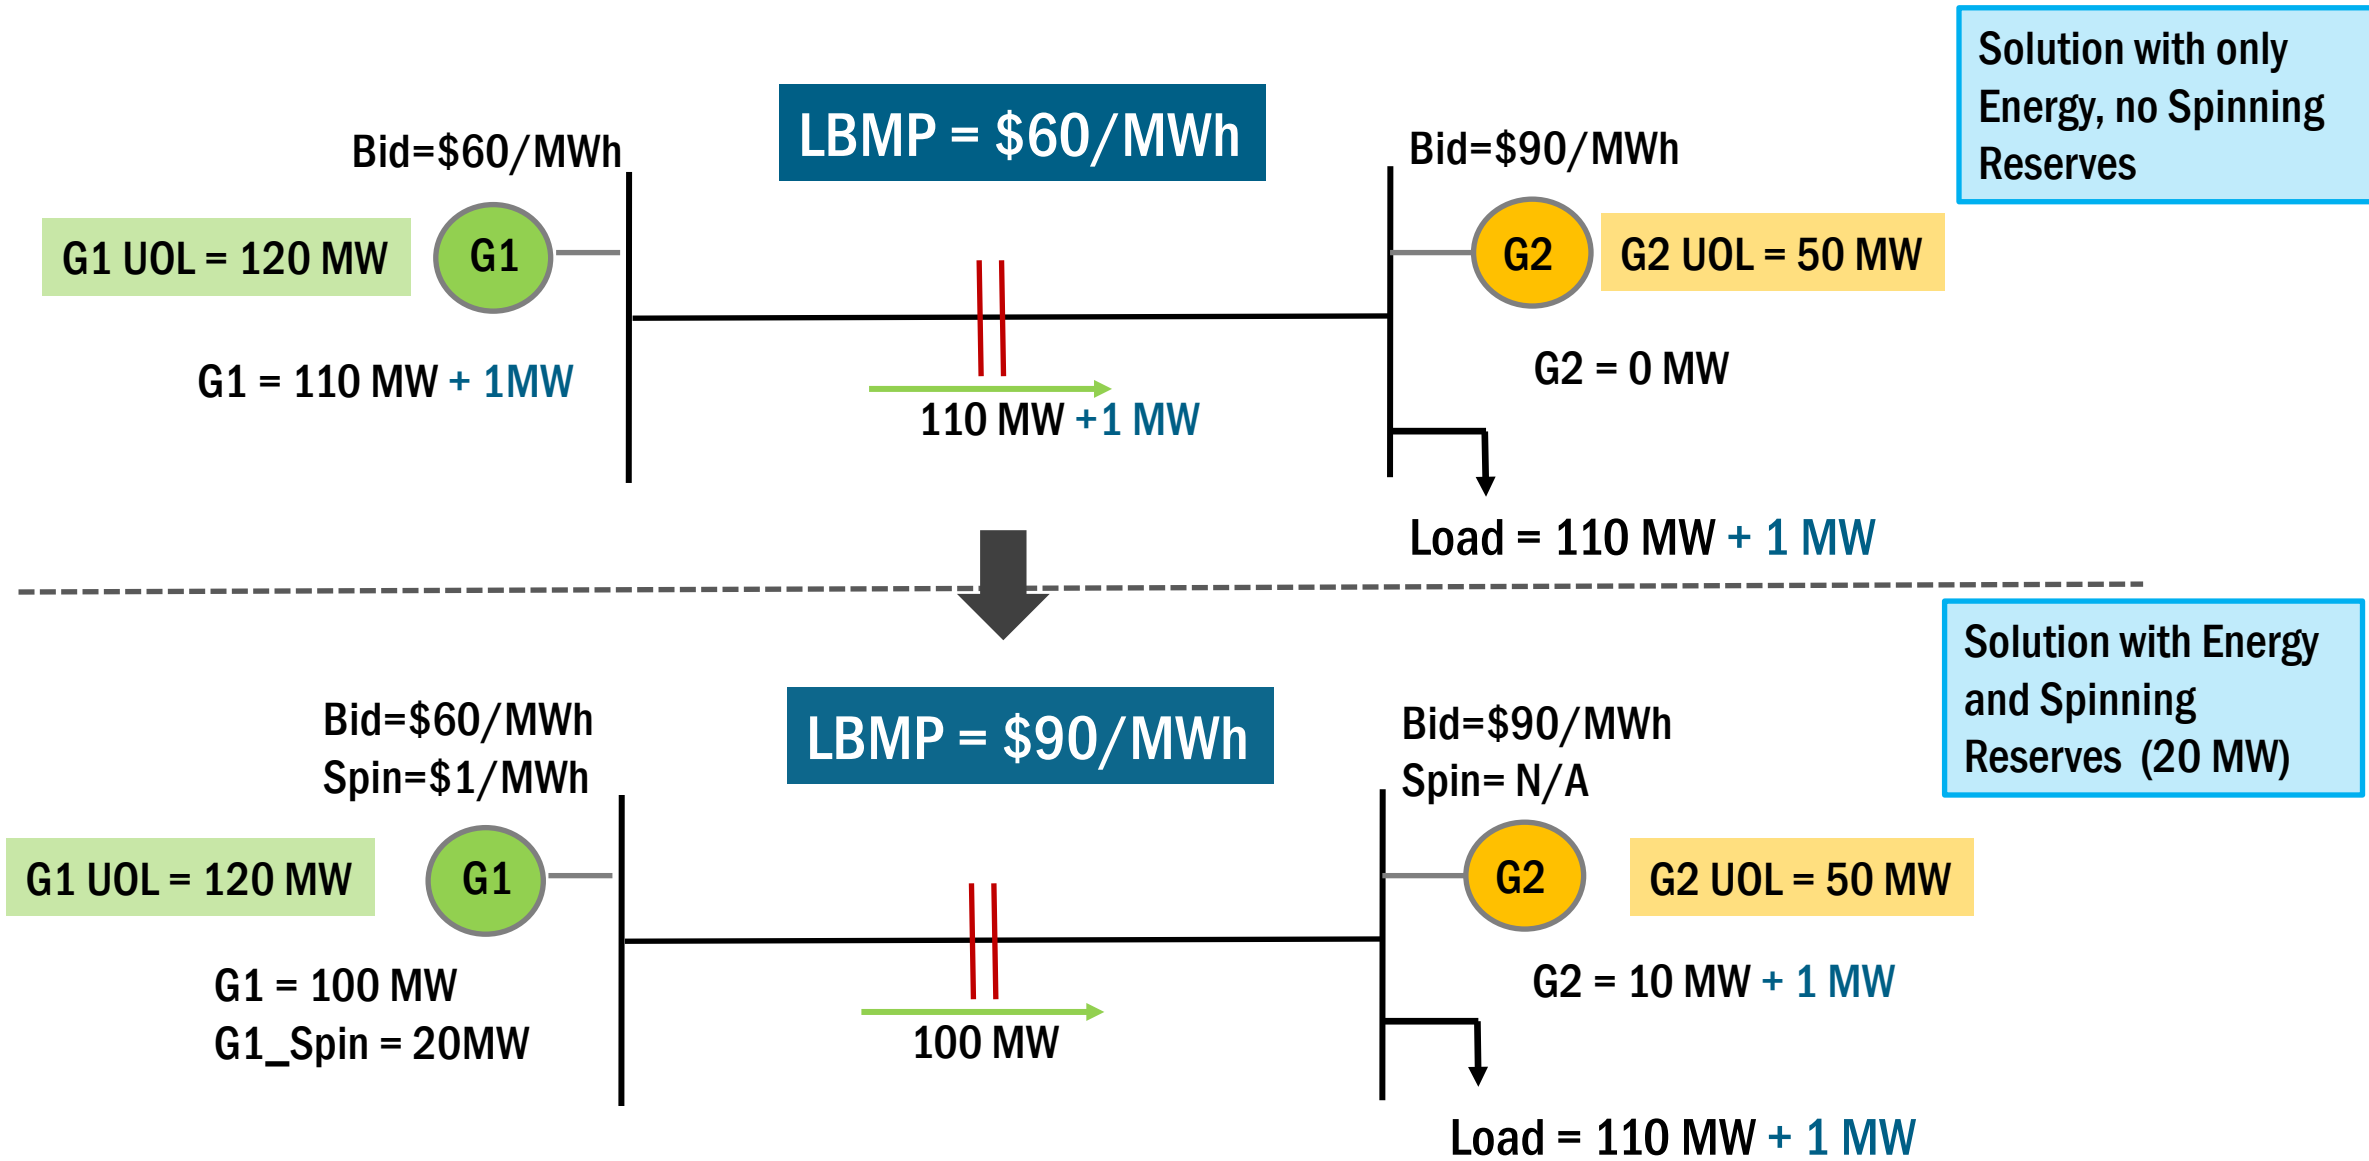 Solution with only
Energy, no Spinning
Reserves
LBMP = $60/MWh
Bid=$60/MWh
Bid=$90/MWh
G1 UOL = 120 MW
G1
G2
G2 UOL = 50 MW
G1 = 110 MW + 1MW
110 MW +1 MW
G2 = 0 MW
Load = 110 MW + 1 MW
Solution with Energy
and Spinning
Reserves (20 MW)
LBMP = $90/MWh
Bid=$60/MWh
Spin=$1/MWh
Bid=$90/MWh
Spin= N/A
G1 UOL = 120 MW
G1
G2
G2 UOL = 50 MW
G1 = 100 MW
G1_Spin = 20MW
100 MW
G2 = 10 MW + 1 MW
Load = 110 MW + 1 MW